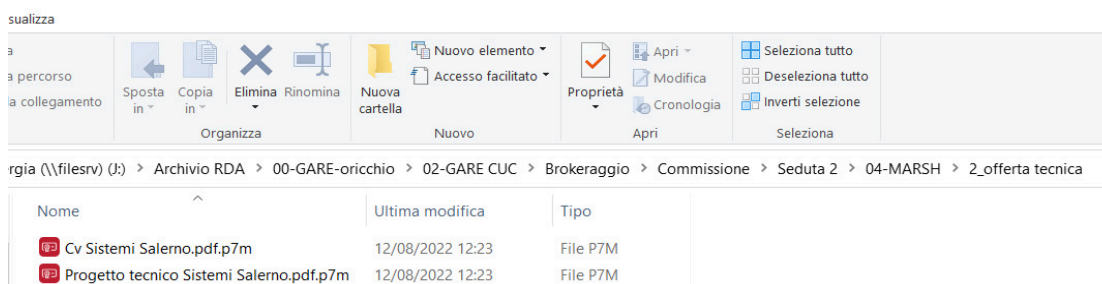 sualizza
a
a percorso
la collegamento
Sposta in
Copia in
Elimina
Rinomina
Organizza
Nuova cartella
Nuovo elemento
Accesso facilitato
Nuovo
Proprietà
Apri
Modifica
Cronologia
Apri
Seleziona tutto
Deseleziona tutto
Inverti selezione
Seleziona
rgia (\\filesrv) (J:) > Archivio RDA > 00-GARE-oricchio > 02-GARE CUC > Brokeraggio > Commissione > Seduta 2 > 04-MARSH > 2_offerta tecnica
Nome Ultima modifica Tipo
Cv Sistemi Salerno.pdf.p7m 12/08/2022 12:23 File P7M
Progetto tecnico Sistemi Salerno.pdf.p7m 12/08/2022 12:23 File P7M